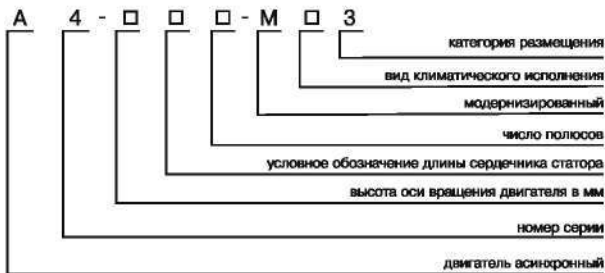 А 4 - □ □ □ - М □ 3
категория размещения
вид климатического исполнения
модернизированный
число полюсов
условное обозначение длины сердечника статора
высота оси вращения двигателя в мм
номер серии
двигатель асинхронный